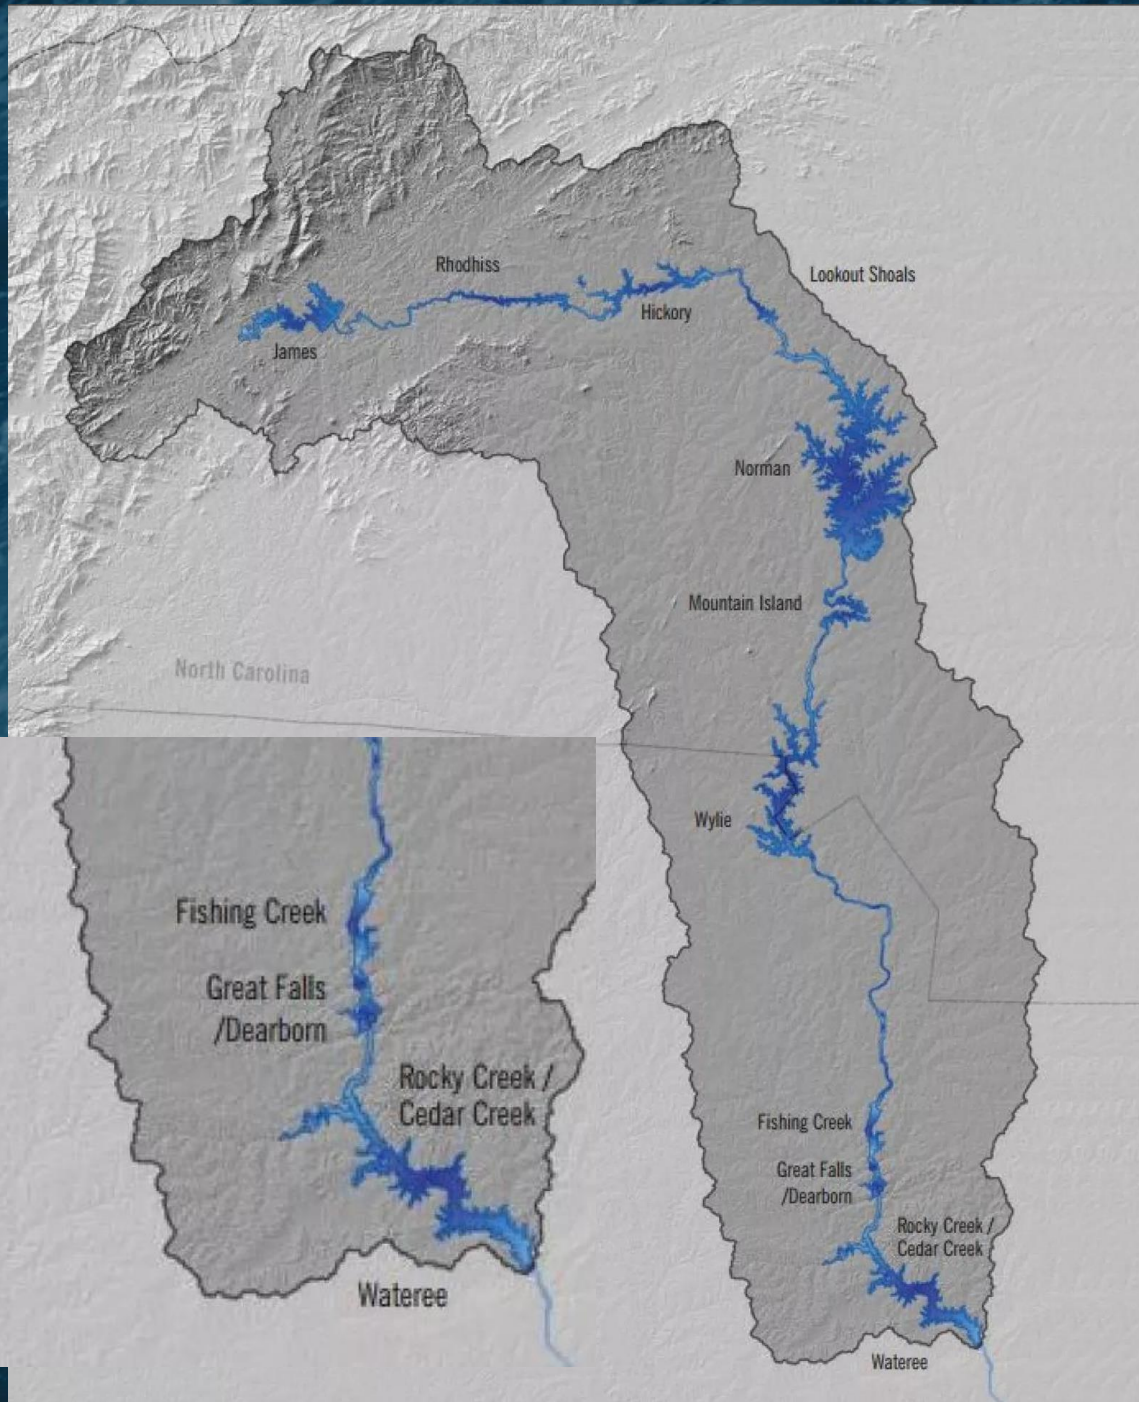 Rhodhiss
Lookout Shoals
Hickory
James
Norman
Mountain Island
North Carolina
Wylie
Fishing Creek
Great Falls
/Dearborn
Rocky Creek /
Cedar Creek
Wateree
Fishing Creek
Great Falls
/Dearborn
Rocky Creek /
Cedar Creek
Wateree